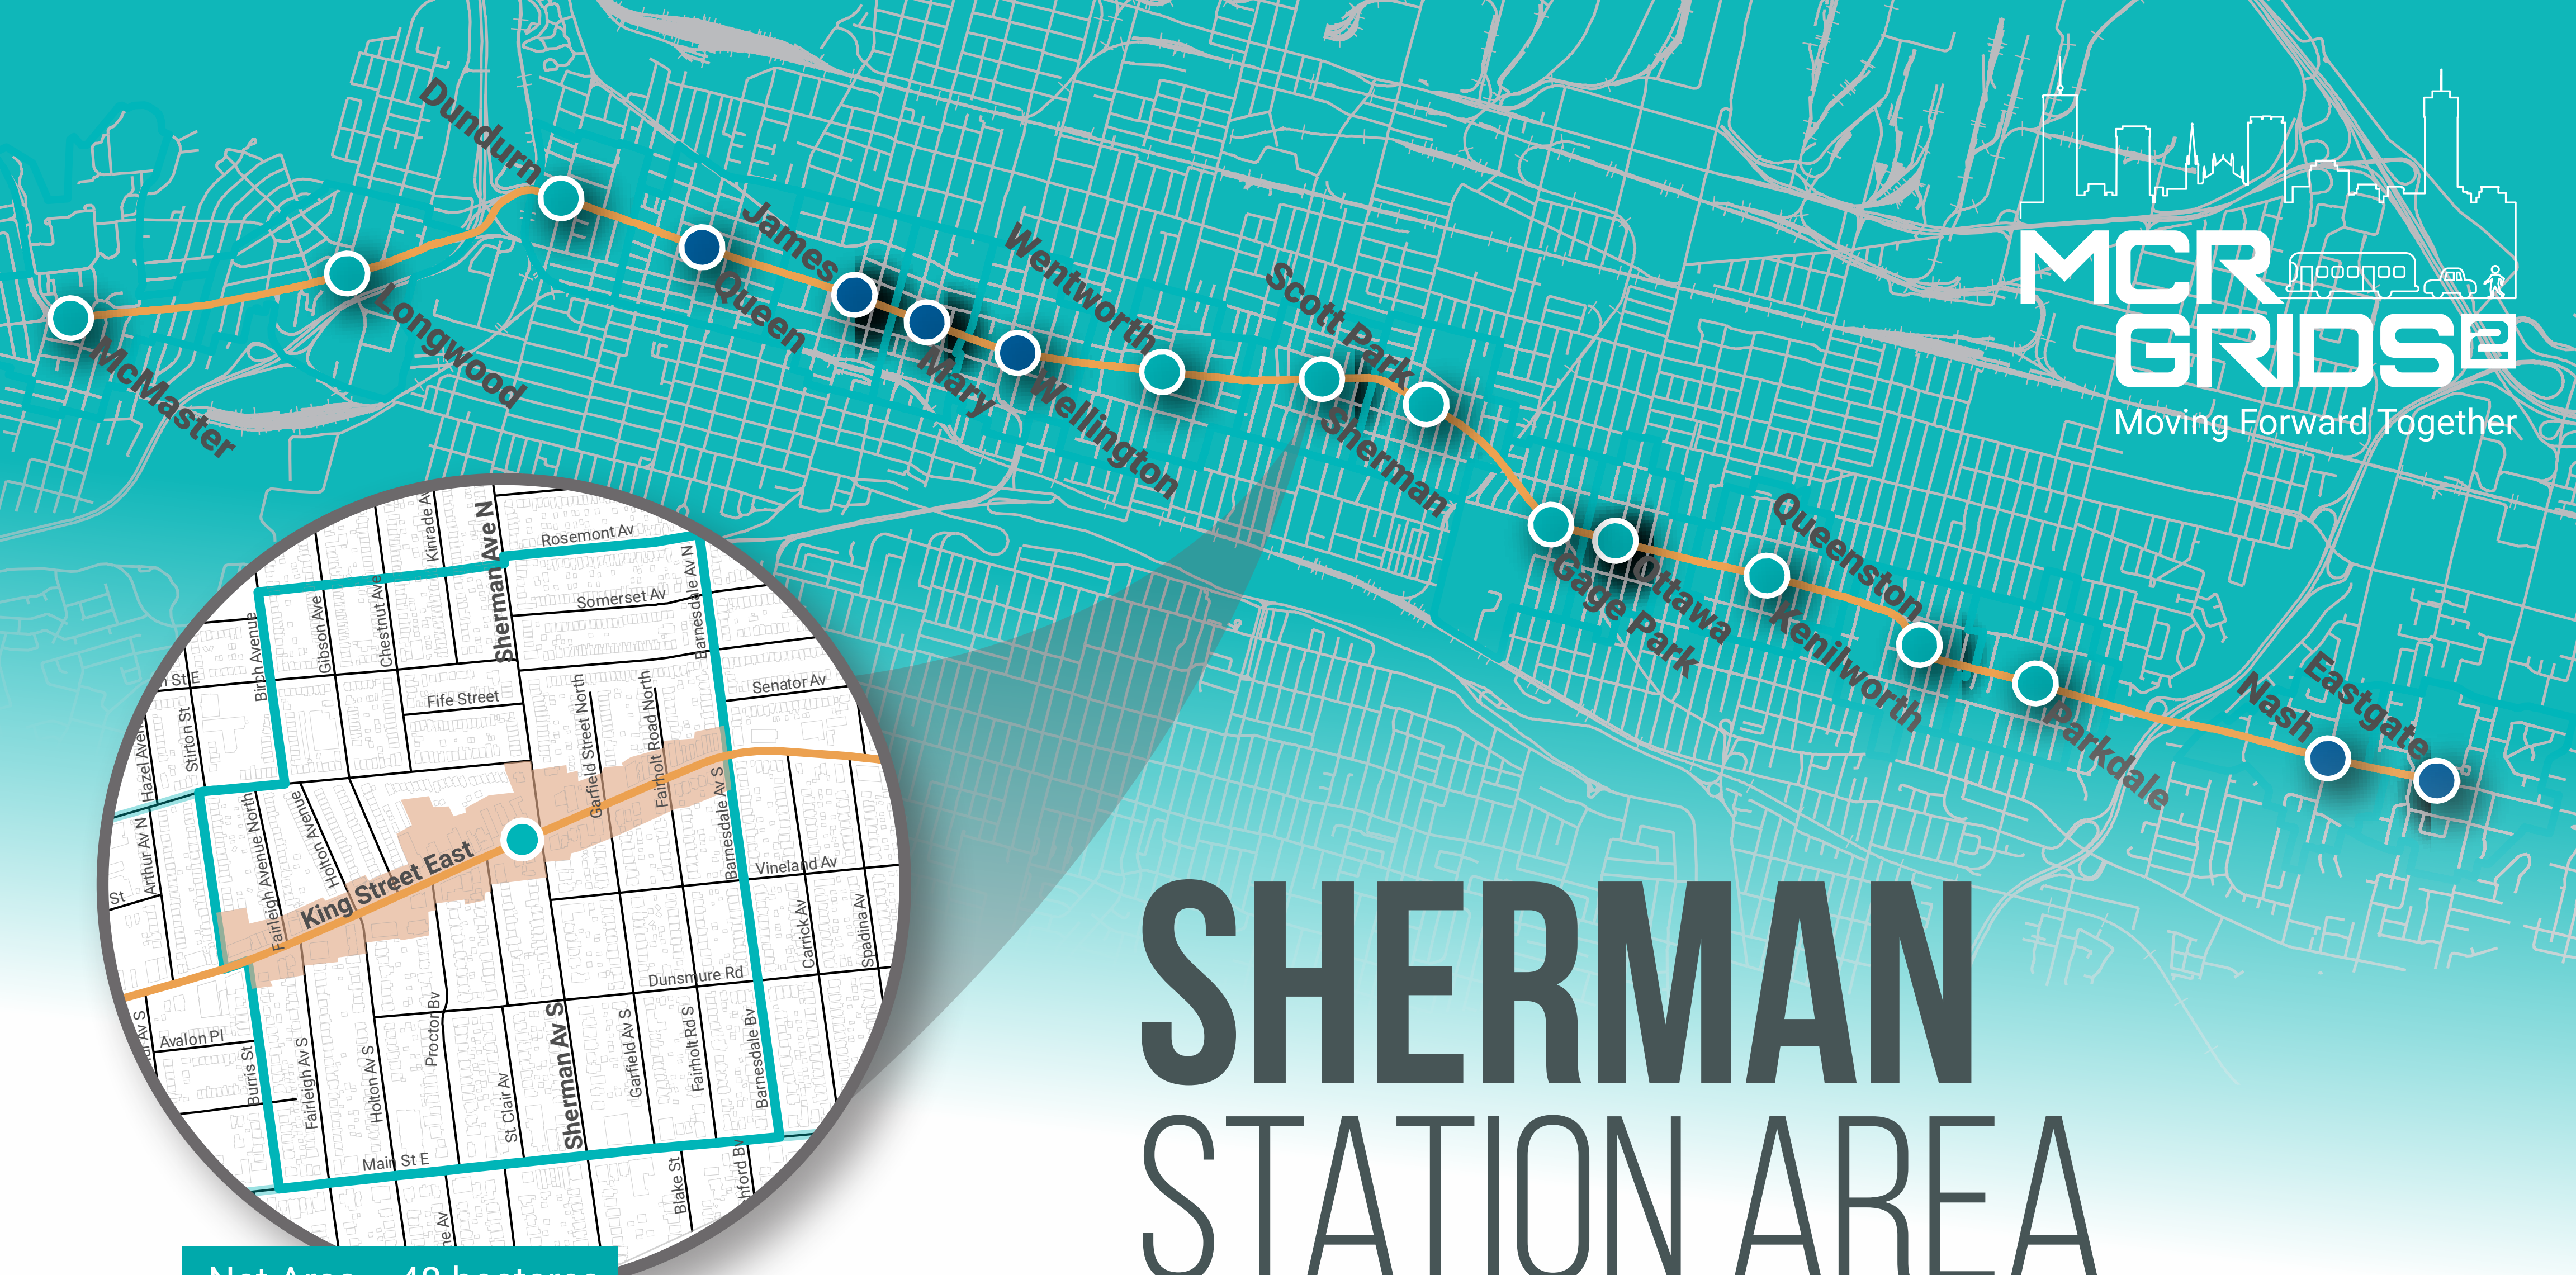 Dundurn
McMaster
Longwood
Queen
James
Mary
Wellington
Wentworth
Scott Park
Sherman
Gage Park
Ottawa
Kenilworth
Queenston
Parkdale
Nash
Eastgate
MCR
GRIDS2
Moving Forward Together
Kinrade Av
Sherman Ave N
Rosemont Av
Barnesdale Av N
Somerset Av
Birch Avenue
Gibson Ave
Chestnut Ave
St E
Stirton St
Fife Street
Senator Av
Garfield Street North
Fairholt Road North
Arthur Av N
Fairleigh Avenue North
Holton Avenue
King Street East
Barnesdale Av S
Vineland Av
Carrick Av
Spadina Av
St
Dunsmure Rd
Avalon Pl
Av S
Burris St
Fairleigh Av S
Holton Av S
Proctor Bv
St Clair Av
Sherman Av S
Garfield Av S
Fairholt Rd S
Barnesdale Bv
Main St E
Blake St
SHERMAN
STATION AREA